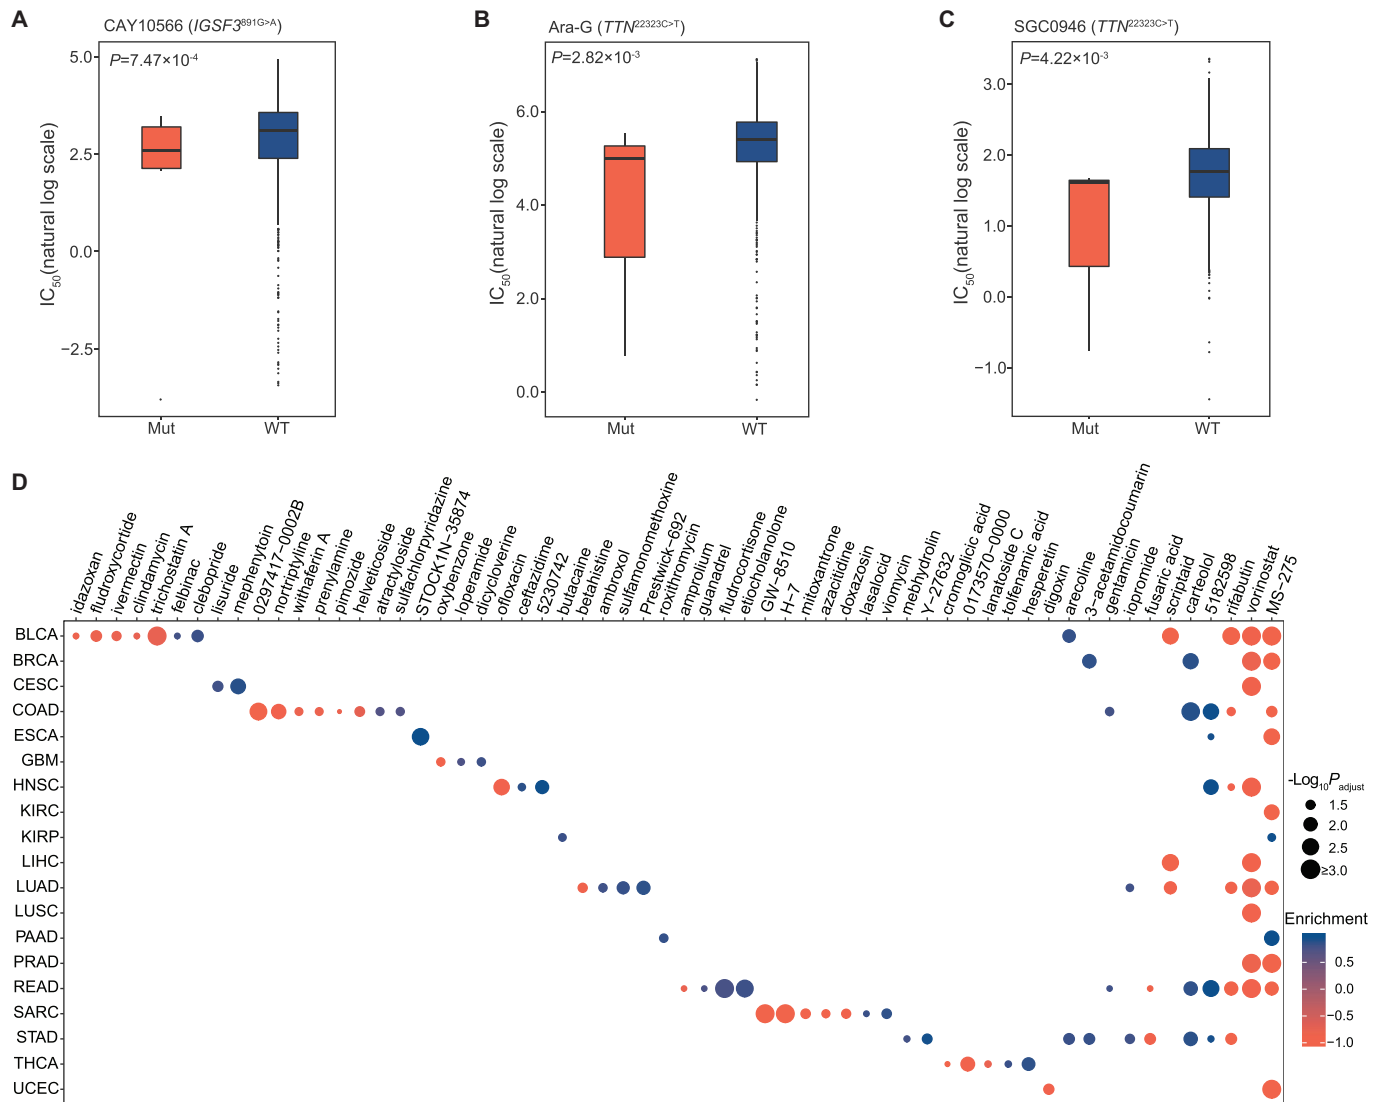 A
CAY10566 (IGSF3891G>A)
P=7.47×10-4
IC50(natural log scale)
5.0
2.5
0.0
−2.5
Mut
WT
B
Ara-G (TTN22323C>T)
P=2.82×10-3
IC50(natural log scale)
6.0
4.0
2.0
0.0
Mut
WT
C
SGC0946 (TTN22323C>T)
P=4.22×10-3
IC50(natural log scale)
3.0
2.0
1.0
0.0
−1.0
Mut
WT
D
idazoxan
fludroxycortide
ivermectin
clindamycin
trichostatin A
felbinac
clebopride
lisuride
mephenytoin
0297417−0002B
nortriptyline
withaferin A
prenylamine
pimozide
helveticoside
atractyloside
sulfachlorpyridazine
STOCK1N−35874
oxybenzone
loperamide
dicycloverine
ofloxacin
ceftazidime
5230742
butacaine
betahistine
ambroxol
sulfamonomethoxine
Prestwick−692
roxithromycin
amprolium
guanadrel
fludrocortisone
etiocholanolone
GW−8510
H−7
mitoxantrone
azacitidine
doxazosin
lasalocid
viomycin
mebhydrolin
Y−27632
cromoglicic acid
0173570−0000
lanatoside C
tolfenamic acid
hesperetin
digoxin
arecoline
3−acetamidocoumarin
gentamicin
iopromide
fusaric acid
scriptaid
carteolol
5182598
rifabutin
vorinostat
MS−275
BLCA
BRCA
CESC
COAD
ESCA
GBM
HNSC
KIRC
KIRP
LIHC
LUAD
LUSC
PAAD
PRAD
READ
SARC
STAD
THCA
UCEC
-Log10Padjust
1.5
2.0
2.5
≥3.0
Enrichment
0.5
0.0
−0.5
−1.0